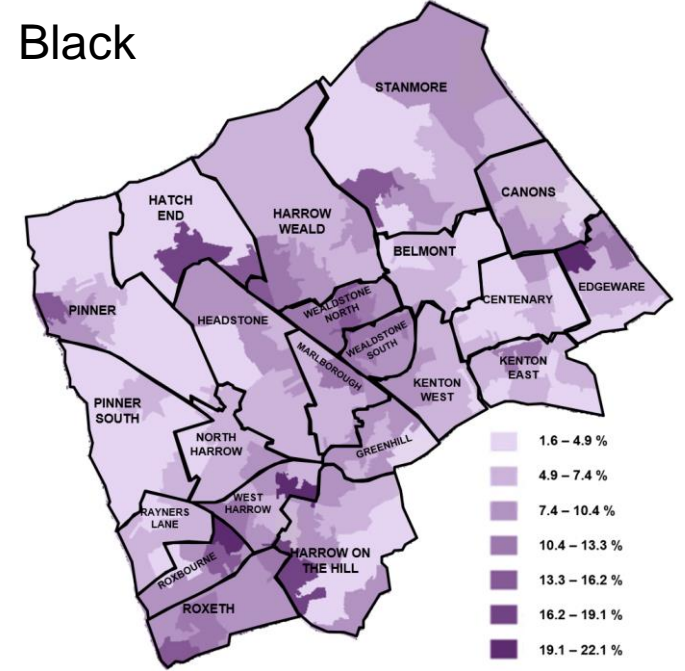 Black
STANMORE
CANONS
HATCH
END
HARROW
WEALD
BELMONT
EDGEWARE
CENTENARY
PINNER
HEADSTONE
WEALDSTONE
NORTH
WEALDSTONE
SOUTH
MARLBOROUGH
KENTON
EAST
KENTON
WEST
PINNER
SOUTH
NORTH
HARROW
GREENHILL
WEST
HARROW
RAYNERS
LANE
HARROW ON
THE HILL
ROXBOURNE
ROXETH
1.6 – 4.9 %
4.9 – 7.4 %
7.4 – 10.4 %
10.4 – 13.3 %
13.3 – 16.2 %
16.2 – 19.1 %
19.1 – 22.1 %